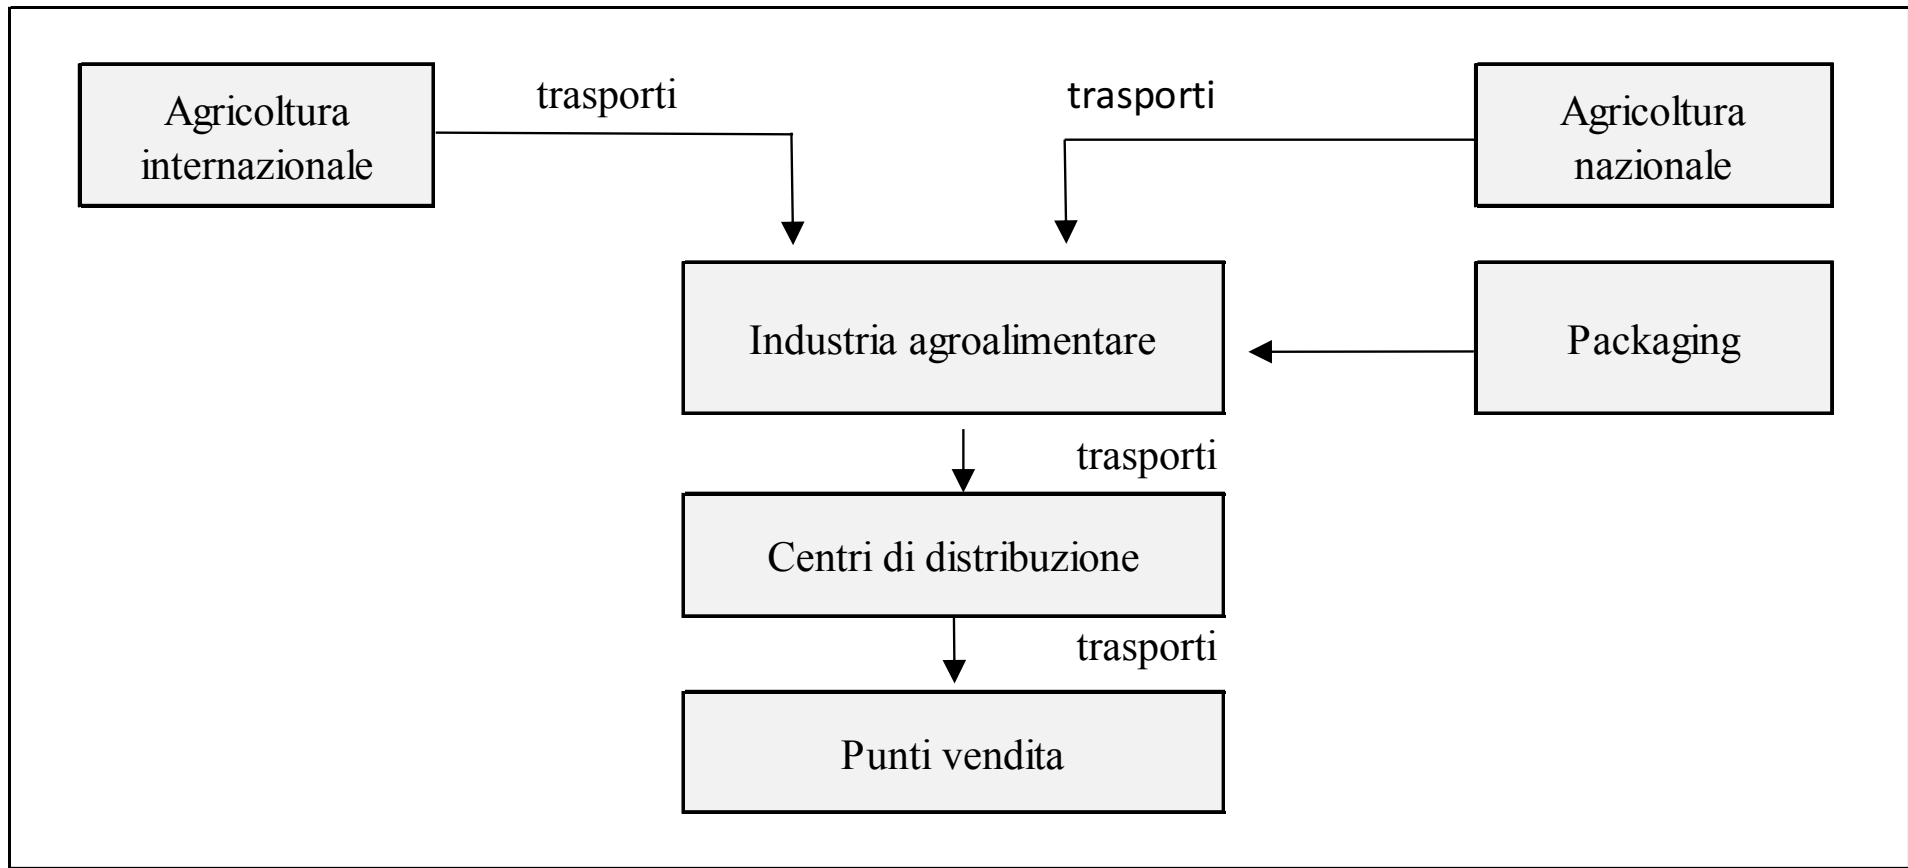 Agricoltura
internazionale
trasporti
trasporti
Agricoltura
nazionale
Industria agroalimentare
Packaging
trasporti
Centri di distribuzione
trasporti
Punti vendita